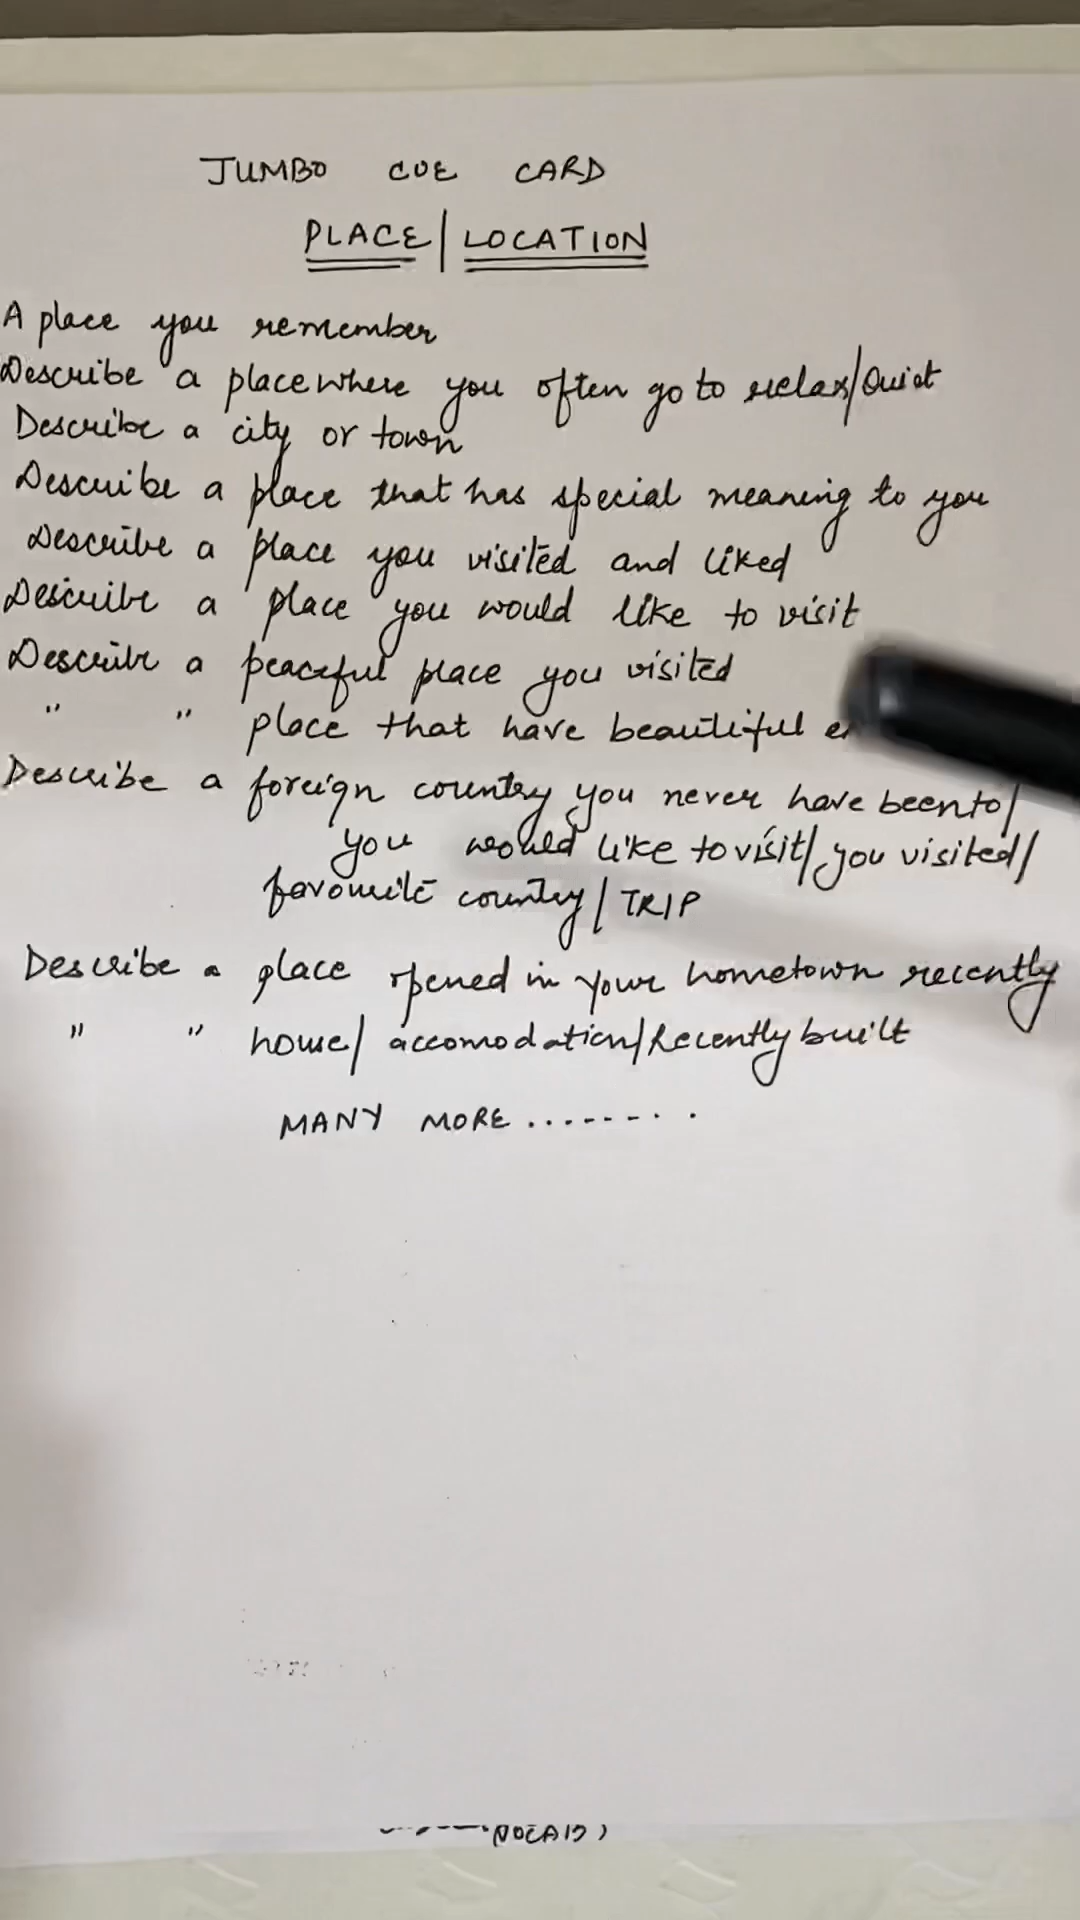 JUMBO CUE CARD
PLACE | LOCATION
A place you remember
Describe a place where you often go to relax/Quiet
Describe a city or town
Describe a place that has special meaning to you
Describe a place you visited and liked
Describe a place you would like to visit
Describe a peaceful place you visited
" " place that have beautiful
Describe a foreign country you never have been to/
you would like to visit/ you visited/
favourite country/ TRIP
Describe a place opened in your hometown recently
" " house/ accomodation/Recently built
MANY MORE ........